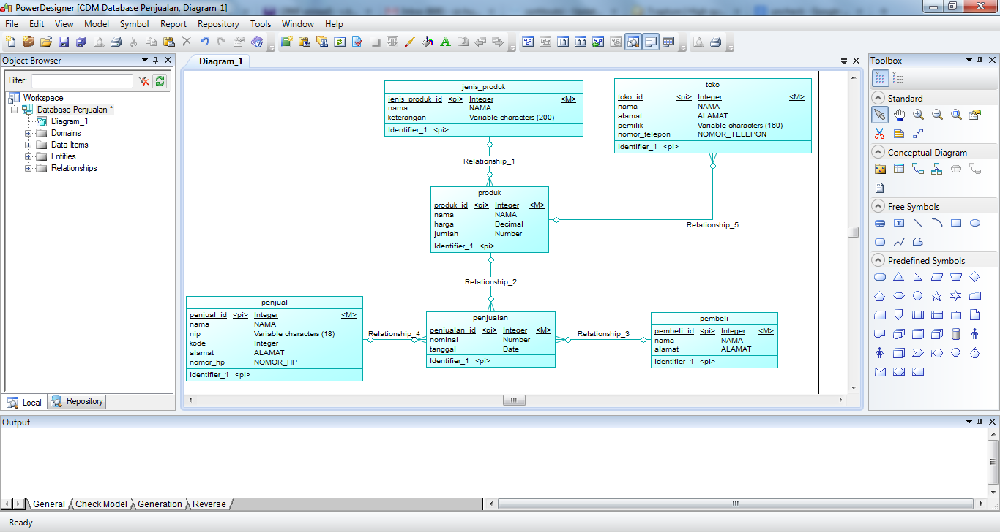 PowerDesigner [CDM Database Penjualan, Diagram_1]
File Edit View Model Symbol Report Repository Tools Window Help
Object Browser
Filter:
Workspace
Database Penjualan *
Diagram_1
Domains
Data Items
Entities
Relationships
Local Repository
Diagram_1
jenis_produk
jenis_produk_id <pi> Integer <M>
nama NAMA
keterangan Variable characters (200)
Identifier_1 <pi>
toko
toko_id <pi> Integer <M>
nama NAMA
alamat ALAMAT
pemilik Variable characters (160)
nomor_telepon NOMOR_TELEPON
Identifier_1 <pi>
Relationship_1
produk
produk_id <pi> Integer <M>
nama NAMA
harga Decimal
jumlah Number
Identifier_1 <pi>
Relationship_5
Relationship_2
penjual
penjual_id <pi> Integer <M>
nama NAMA
nip Variable characters (18)
kode Integer
alamat ALAMAT
nomor_hp NOMOR_HP
Identifier_1 <pi>
Relationship_4
penjualan
penjualan_id <pi> Integer <M>
nominal Number
tanggal Date
Identifier_1 <pi>
Relationship_3
pembeli
pembeli_id <pi> Integer <M>
nama NAMA
alamat ALAMAT
Identifier_1 <pi>
Toolbox
Standard
Conceptual Diagram
Free Symbols
Predefined Symbols
Output
General Check Model Generation Reverse
Ready